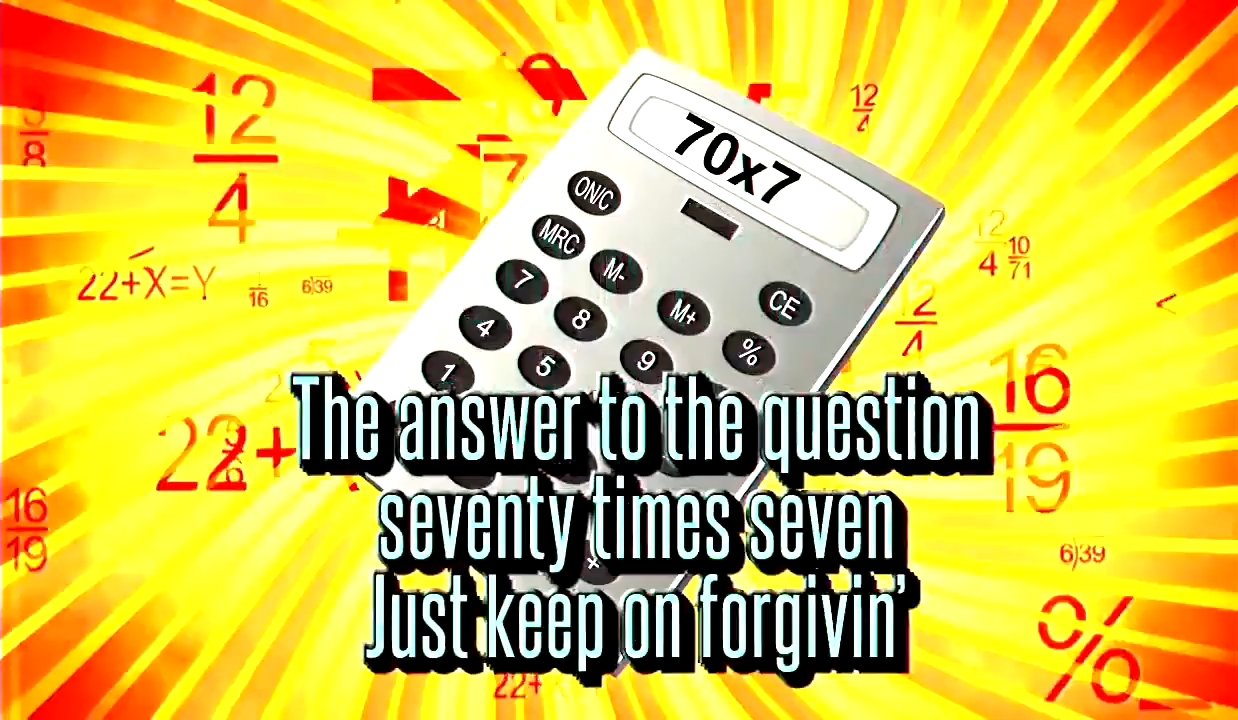 12
4
12
4
70x7
ON/C
MRC
M-
M+
CE
7
8
9
%
4
5
1
22+X=Y
1
16
6)39
12
4
10
71
12
4
16
19
22+
16
19
6)39
%
The answer to the question
seventy times seven
Just keep on forgivin'
22+